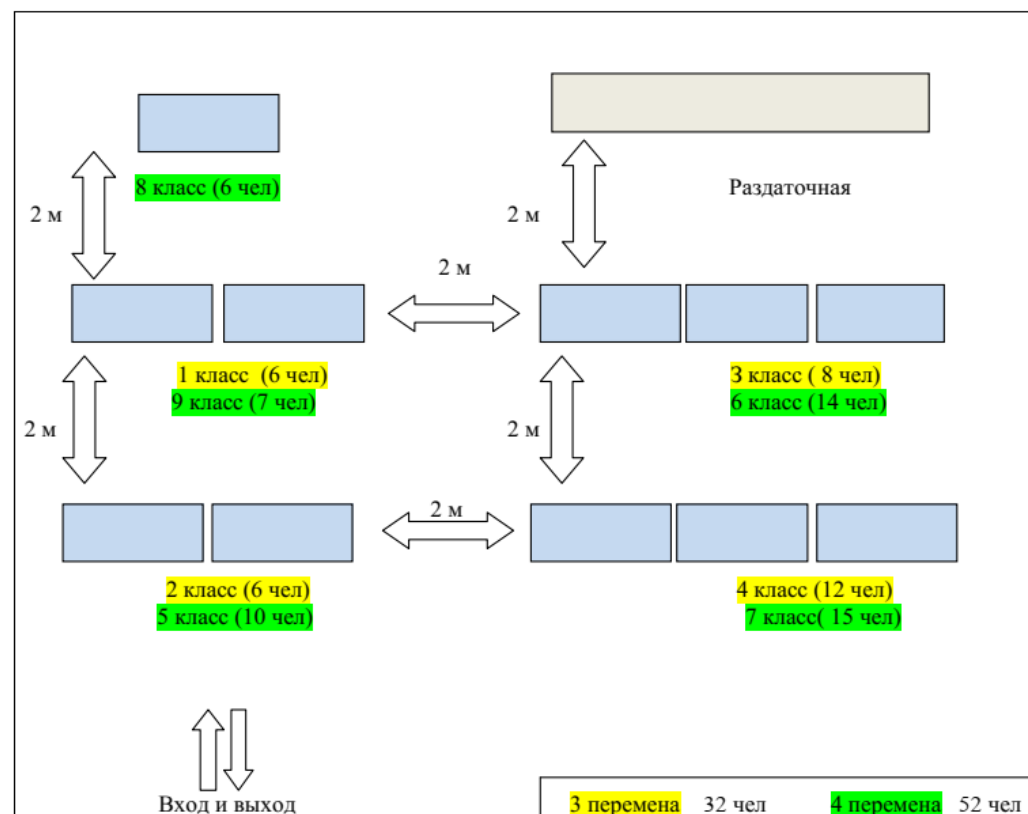 8 класс (6 чел)
Раздаточная
2 м
2 м
2 м
1 класс  (6 чел)
9 класс (7 чел)
3 класс ( 8 чел)
6 класс (14 чел)
2 м
2 м
2 м
2 класс (6 чел)
5 класс (10 чел)
4 класс (12 чел)
7 класс( 15 чел)
Вход и выход
3 перемена 32 чел 4 перемена 52 чел